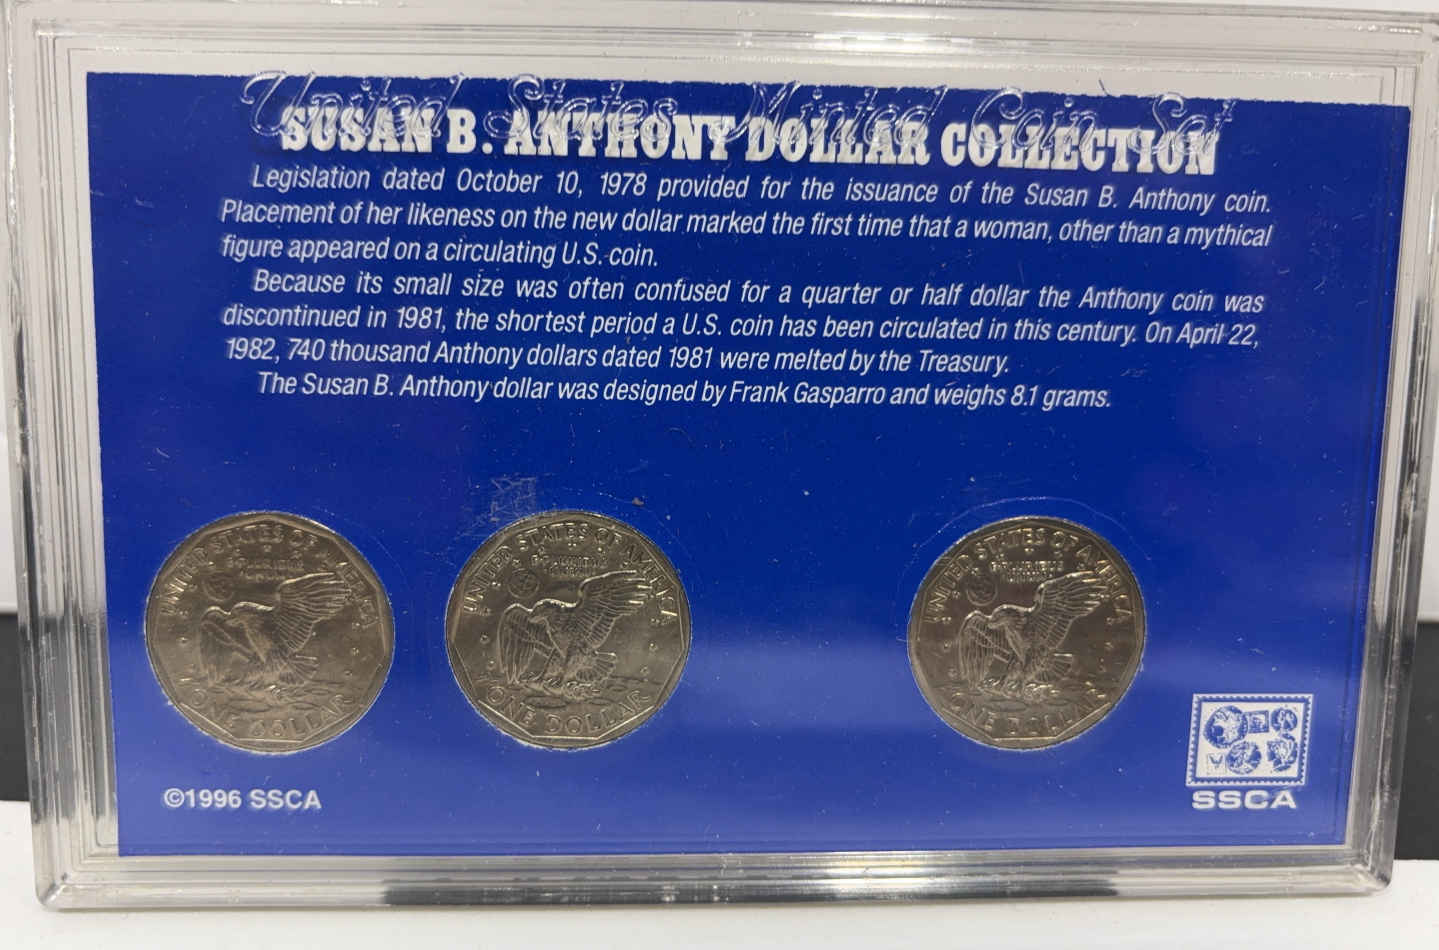 United States Minted Coin Set
SUSAN B. ANTHONY DOLLAR COLLECTION
Legislation dated October 10, 1978 provided for the issuance of the Susan B. Anthony coin.
Placement of her likeness on the new dollar marked the first time that a woman, other than a mythical
figure appeared on a circulating U.S. coin.
Because its small size was often confused for a quarter or half dollar the Anthony coin was
discontinued in 1981, the shortest period a U.S. coin has been circulated in this century. On April 22,
1982, 740 thousand Anthony dollars dated 1981 were melted by the Treasury.
The Susan B. Anthony dollar was designed by Frank Gasparro and weighs 8.1 grams.
UNITED STATES OF AMERICA
E PLURIBUS
UNUM
ONE DOLLAR
UNITED STATES OF AMERICA
E PLURIBUS
UNUM
ONE DOLLAR
UNITED STATES OF AMERICA
E PLURIBUS
UNUM
ONE DOLLAR
©1996 SSCA
SSCA